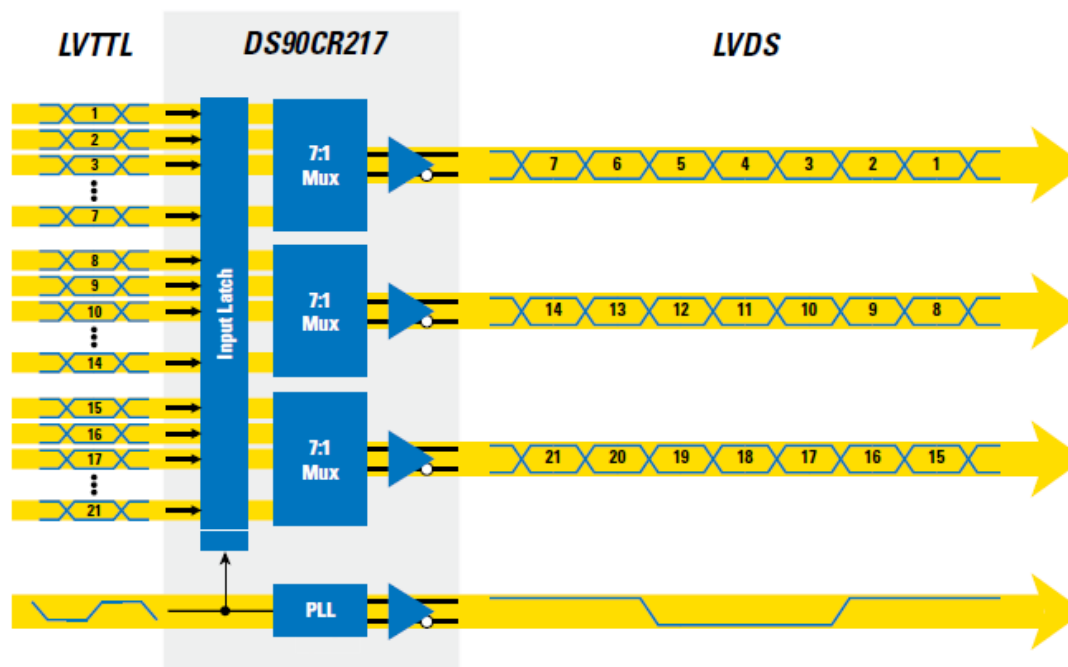 LVTTL DS90CR217 LVDS
1
2
3
7
7:1
Mux
7 6 5 4 3 2 1
8
9
10
14
Input Latch
7:1
Mux
14 13 12 11 10 9 8
15
16
17
21
7:1
Mux
21 20 19 18 17 16 15
PLL